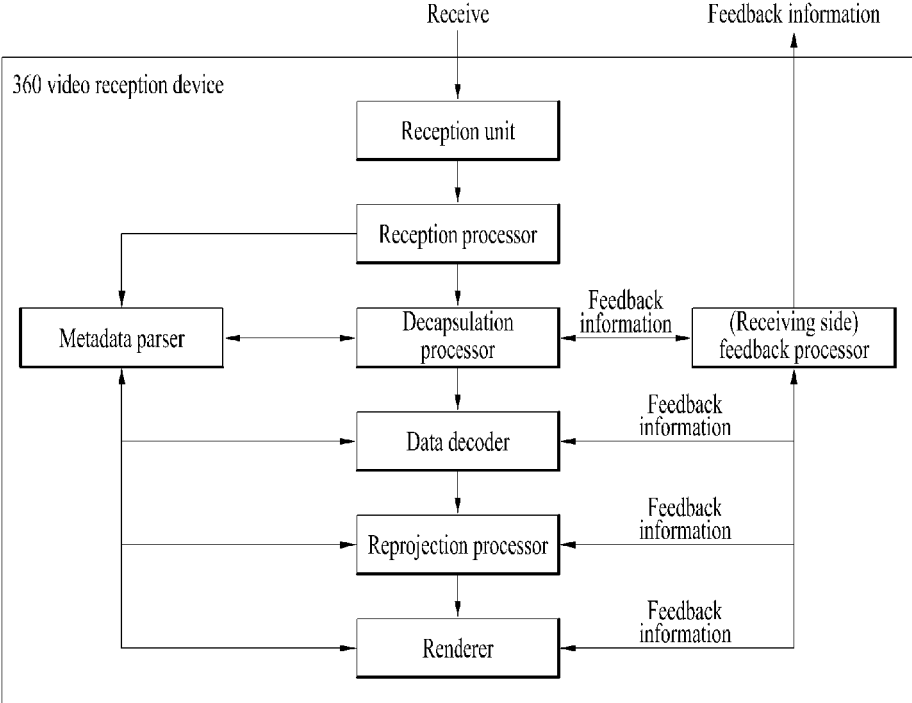 Receive
Feedback information
360 video reception device
Reception unit
Reception processor
Metadata parser
Decapsulation
processor
Feedback
information
(Receiving side)
feedback processor
Data decoder
Feedback
information
Reprojection processor
Feedback
information
Renderer
Feedback
information